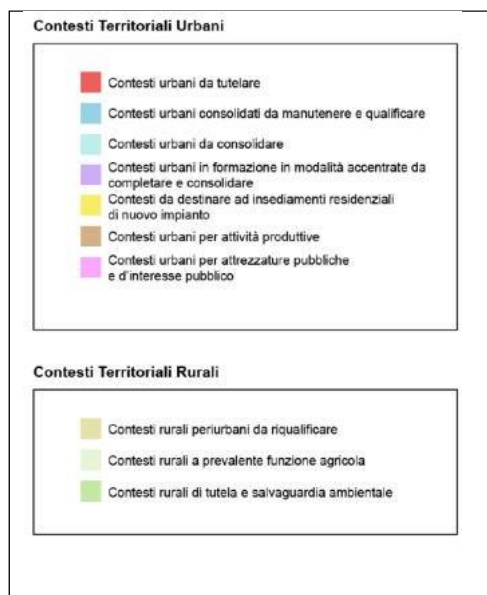 Contesti Territoriali Urbani
Contesti urbani da tutelare
Contesti urbani consolidati da manutenere e qualificare
Contesti urbani da consolidare
Contesti urbani in formazione in modalità accentrate da
completare e consolidare
Contesti da destinare ad insediamenti residenziali
di nuovo impianto
Contesti urbani per attività produttive
Contesti urbani per attrezzature pubbliche
e d'interesse pubblico
Contesti Territoriali Rurali
Contesti rurali periurbani da riqualificare
Contesti rurali a prevalente funzione agricola
Contesti rurali di tutela e salvaguardia ambientale